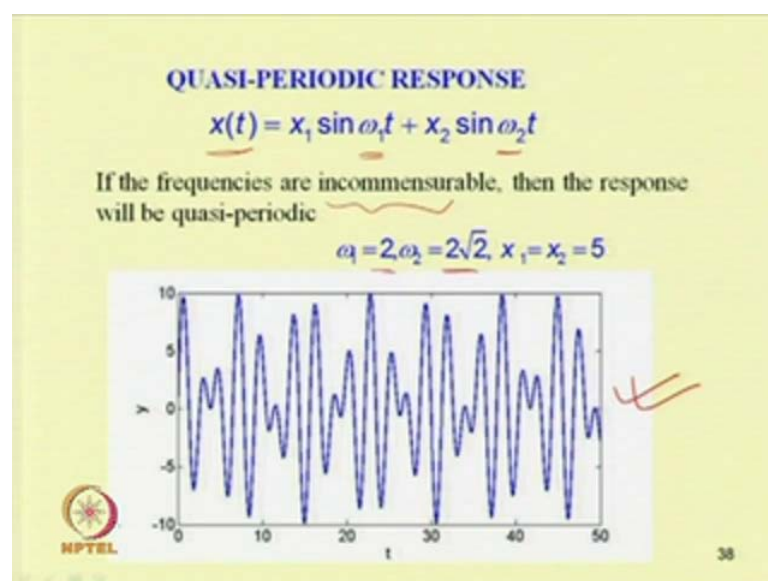 QUASI-PERIODIC RESPONSE
x(t) = x₁ sin ω₁t + x₂ sin ω₂t
If the frequencies are incommensurable, then the response
will be quasi-periodic
ω₁ =2,ω₂ =2√2, x ₁= x₂ =5
10
5
0
-5
-10
y
0 10 20 30 40 50
t
NPTEL
38